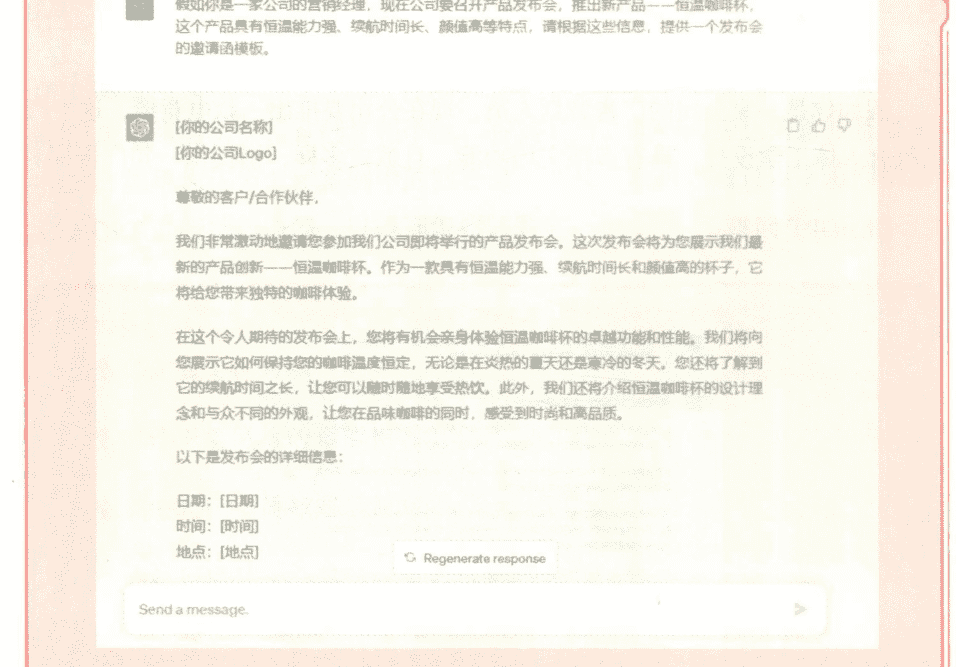 假如你是一家公司的营销经理，现在公司要召开产品发布会，推出新产品——恒温咖啡杯，
这个产品具有恒温能力强、续航时间长、颜值高等特点，请根据这些信息，提供一个发布会
的邀请函模板。
[你的公司名称]
[你的公司Logo]
尊敬的客户/合作伙伴，
我们非常激动地邀请您参加我们公司即将举行的产品发布会。这次发布会将为您展示我们最
新的产品创新——恒温咖啡杯。作为一款具有恒温能力强、续航时间长和颜值高的杯子，它
将给您带来独特的咖啡体验。
在这个令人期待的发布会上，您将有机会亲身体验恒温咖啡杯的卓越功能和性能。我们将向
您展示它如何保持您的咖啡温度恒定，无论是在炎热的夏天还是寒冷的冬天。您还将了解到
它的续航时间之长，让您可以随时随地享受热饮。此外，我们还将介绍恒温咖啡杯的设计理
念和与众不同的外观，让您在品味咖啡的同时，感受到时尚和高品质。
以下是发布会的详细信息：
日期：[日期]
时间：[时间]
地点：[地点]
Regenerate response
Send a message.